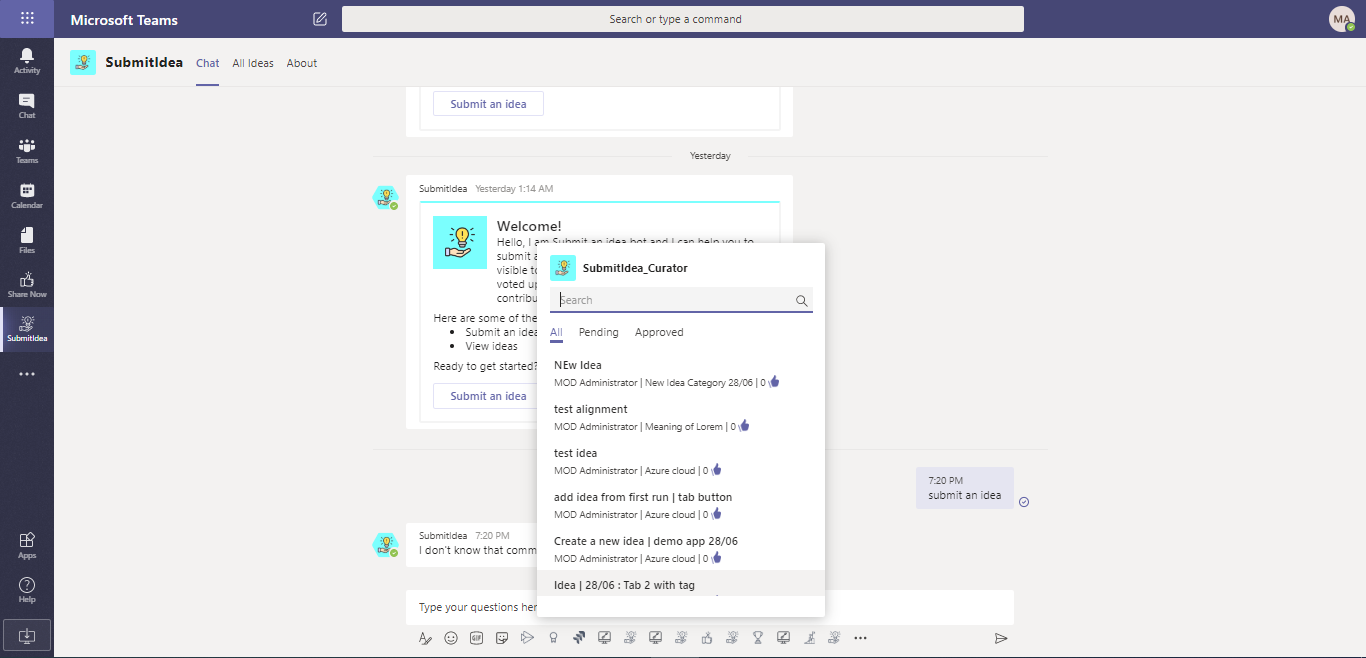 Microsoft Teams
Search or type a command
MA
Activity
Chat
Teams
Calendar
Files
Share Now
SubmitIdea
Apps
Help
SubmitIdea
Chat All Ideas About
Submit an idea
Yesterday
SubmitIdea Yesterday 1:14 AM
Welcome!
Hello, I am Submit an idea bot and I can help you to
submit a
visible to
voted up
contribu
Here are some of the
• Submit an idea
• View ideas
Ready to get started?
Submit an idea
7:20 PM
submit an idea
SubmitIdea 7:20 PM
I don't know that comm
Type your questions her
GIF
SubmitIdea_Curator
Search
All Pending Approved
NEw Idea
MOD Administrator | New Idea Category 28/06 | 0
test alignment
MOD Administrator | Meaning of Lorem | 0
test idea
MOD Administrator | Azure cloud | 0
add idea from first run | tab button
MOD Administrator | Azure cloud | 0
Create a new idea | demo app 28/06
MOD Administrator | Azure cloud | 0
Idea | 28/06 : Tab 2 with tag